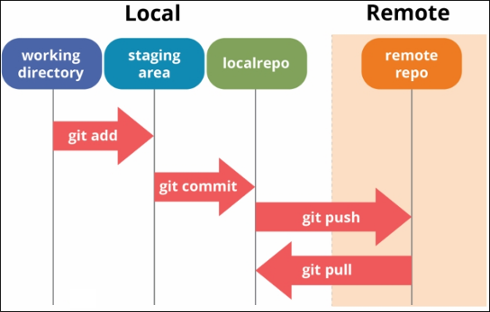 Local
Remote
working
directory
staging
area
localrepo
remote
repo
git add
git commit
git push
git pull